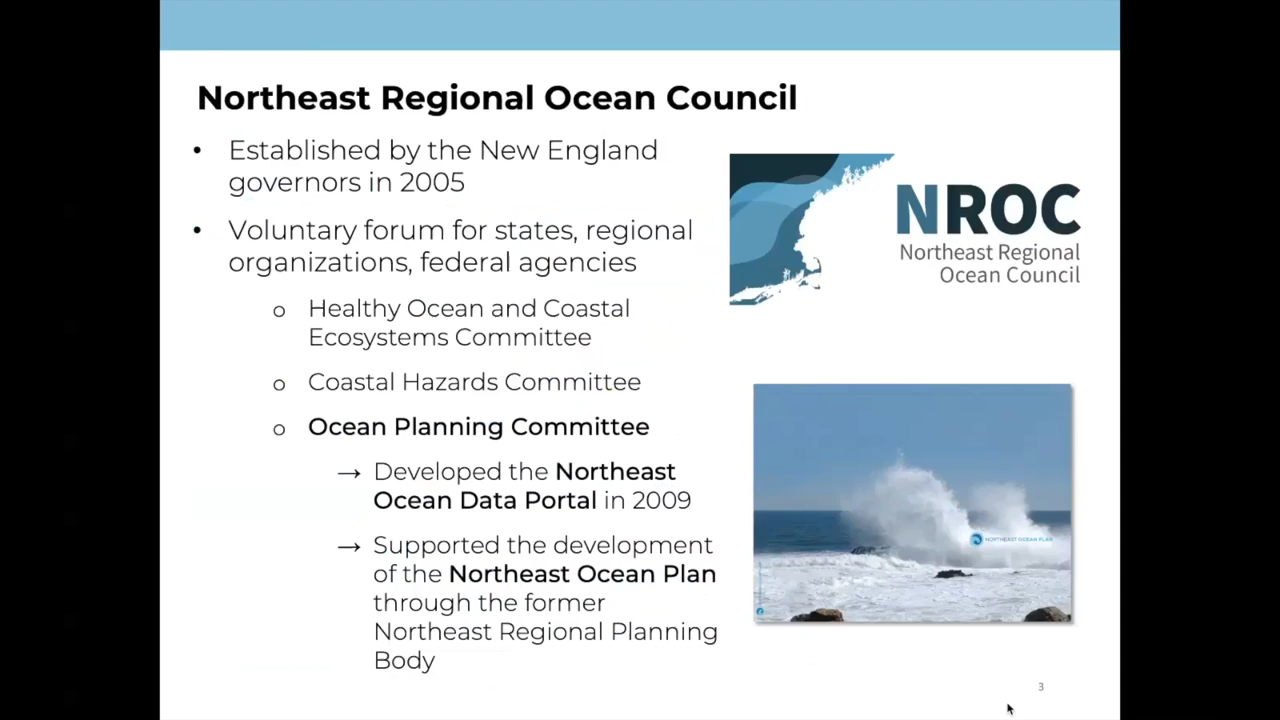 Northeast Regional Ocean Council
• Established by the New England
governors in 2005
• Voluntary forum for states, regional
organizations, federal agencies
o Healthy Ocean and Coastal
Ecosystems Committee
o Coastal Hazards Committee
o Ocean Planning Committee
→ Developed the Northeast
Ocean Data Portal in 2009
→ Supported the development
of the Northeast Ocean Plan
through the former
Northeast Regional Planning
Body
NROC
Northeast Regional
Ocean Council
NORTHEAST OCEAN PLAN
3